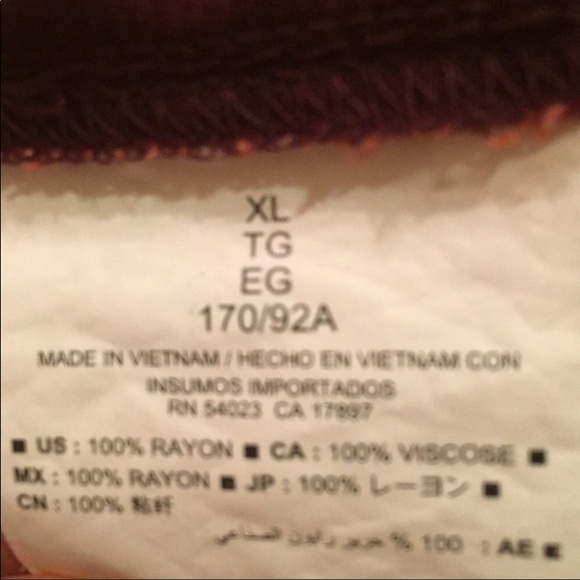 XL
TG
EG
170/92A
MADE IN VIETNAM / HECHO EN VIETNAM CON
INSUMOS IMPORTADOS
RN 54023 CA 17897
■ US : 100% RAYON ■ CA : 100% VISCOSE ■
MX : 100% RAYON ■ JP : 100% レーヨン ■
CN : 100% 粘纤
■ AE : 100 % حرير رايون الصناعي